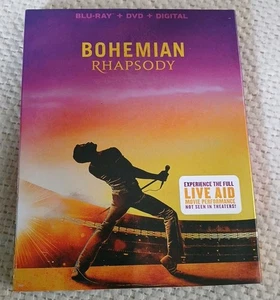 BLU-RAY + DVD + DIGITAL
BOHEMIAN
RHAPSODY
EXPERIENCE THE FULL
LIVE AID
MOVIE PERFORMANCE
NOT SEEN IN THEATERS!